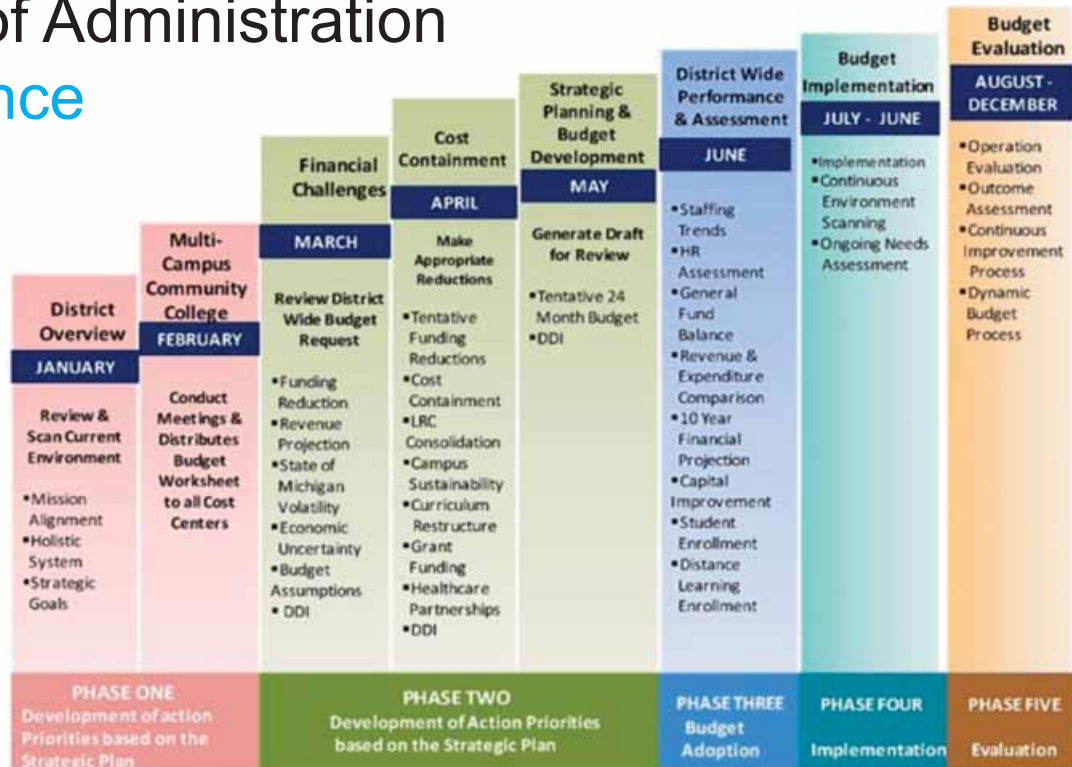 of Administration
nce
District
Overview
JANUARY
Review &
Scan Current
Environment
▪Mission
Alignment
▪Holistic
System
▪Strategic
Goals
Multi-
Campus
Community
College
FEBRUARY
Conduct
Meetings &
Distributes
Budget
Worksheet
to all Cost
Centers
Financial
Challenges
MARCH
Review District
Wide Budget
Request
▪Funding
Reduction
▪Revenue
Projection
▪State of
Michigan
Volatility
▪Economic
Uncertainty
▪Budget
Assumptions
▪ DDI
Cost
Containment
APRIL
Make
Appropriate
Reductions
▪Tentative
Funding
Reductions
▪Cost
Containment
▪LRC
Consolidation
▪Campus
Sustainability
▪Curriculum
Restructure
▪Grant
Funding
▪Healthcare
Partnerships
▪DDI
Strategic
Planning &
Budget
Development
MAY
Generate Draft
for Review
▪Tentative 24
Month Budget
▪DDI
District Wide
Performance
& Assessment
JUNE
▪Staffing
Trends
▪HR
Assessment
▪General
Fund
Balance
▪Revenue &
Expenditure
Comparison
▪10 Year
Financial
Projection
▪Capital
Improvement
▪Student
Enrollment
▪Distance
Learning
Enrollment
Budget
Implementation
JULY - JUNE
▪Implementation
▪Continuous
Environment
Scanning
▪Ongoing Needs
Assessment
Budget
Evaluation
AUGUST -
DECEMBER
▪Operation
Evaluation
▪Outcome
Assessment
▪Continuous
Improvement
Process
▪Dynamic
Budget
Process
PHASE ONE
Development of action
Priorities based on the
Strategic Plan
PHASE TWO
Development of Action Priorities
based on the Strategic Plan
PHASE THREE
Budget
Adoption
PHASE FOUR
Implementation
PHASE FIVE
Evaluation